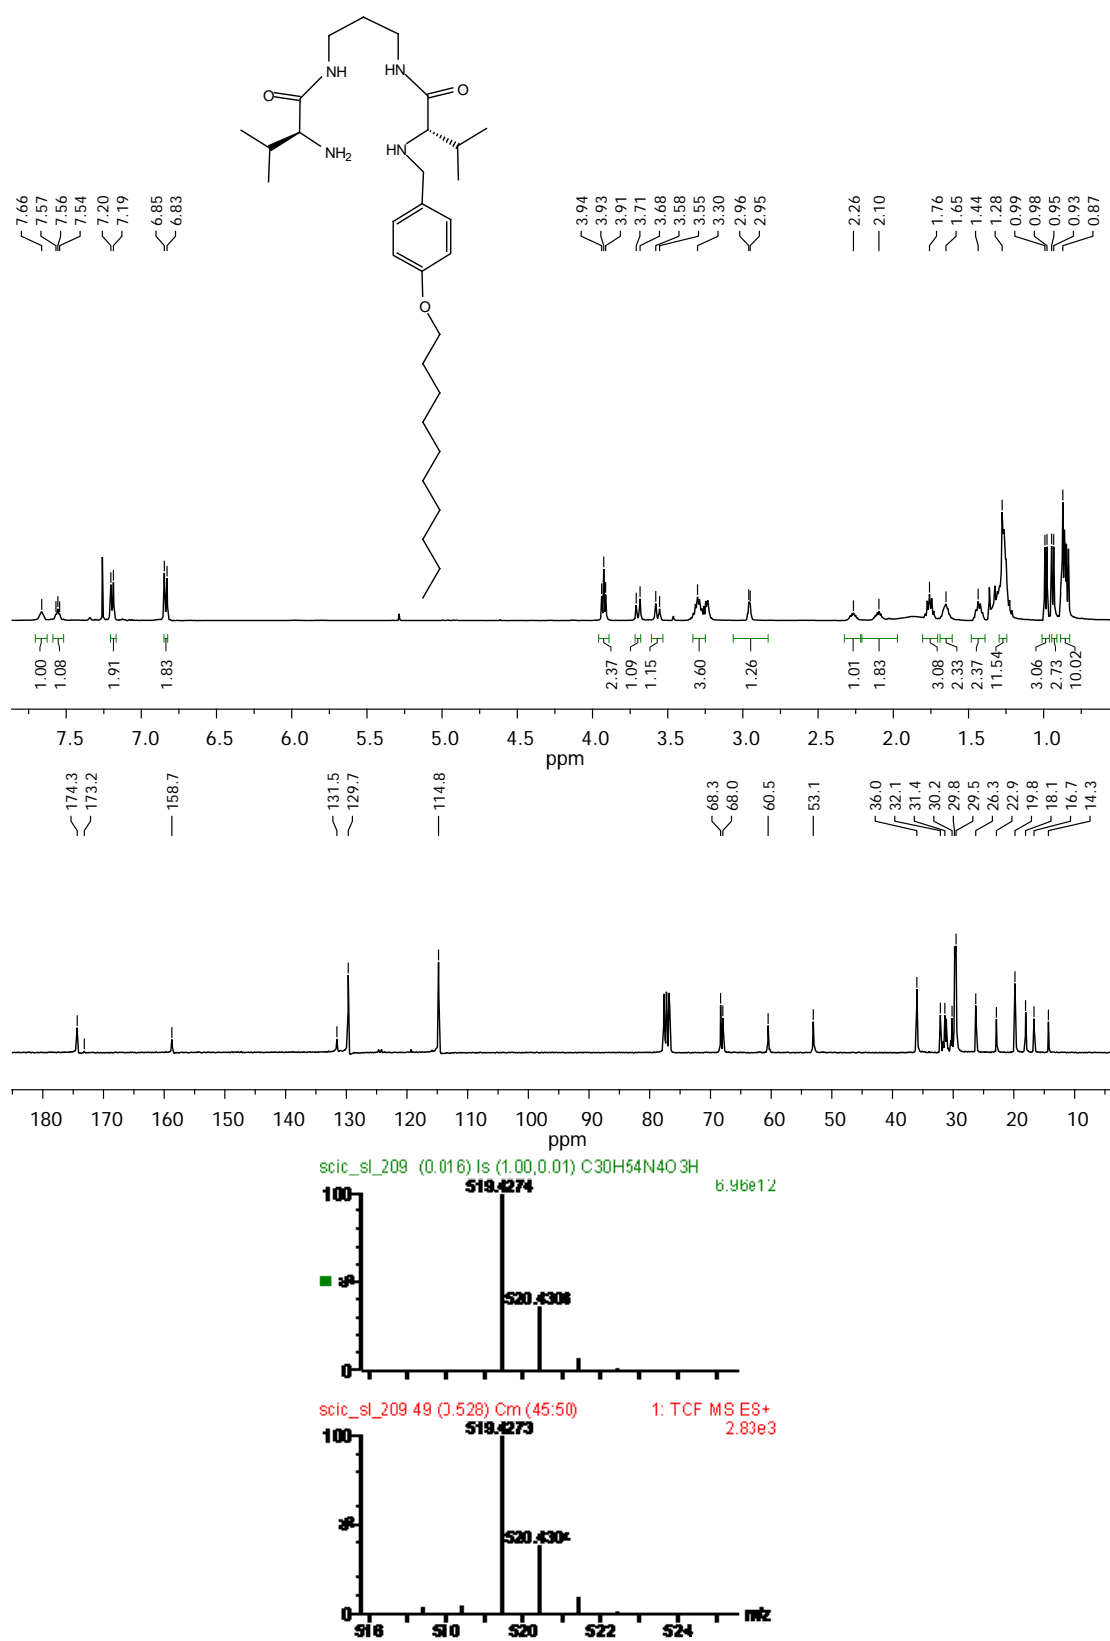 NH
HN
O
O
NH2
HN
O
7.66 7.57 7.56 7.54 7.20 7.19 6.85 6.83 3.94 3.93 3.91 3.71 3.68 3.58 3.55 3.30 2.96 2.95 2.26 2.10 1.76 1.65 1.44 1.28 0.99 0.98 0.95 0.93 0.87
1.00 1.08 1.91 1.83 2.37 1.09 1.15 3.60 1.26 1.01 1.83 3.08 2.33 2.37 11.54 3.06 2.73 10.02
7.5 7.0 6.5 6.0 5.5 5.0 4.5 4.0 3.5 3.0 2.5 2.0 1.5 1.0
ppm
174.3 173.2 158.7 131.5 129.7 114.8 68.3 68.0 60.5 53.1 36.0 32.1 31.4 30.2 29.8 29.5 26.3 22.9 19.8 18.1 16.7 14.3
180 170 160 150 140 130 120 110 100 90 80 70 60 50 40 30 20 10
ppm
scic_sl_209 (0.016) Is (1.00,0.01) C30H54N4O3H
6.96e12
519.4274
100
520.4306
0
scic_sl_209 49 (0.528) Cm (45:50) 1: TOF MS ES+
2.83e3
519.4273
100
0
m/z
520 522 524